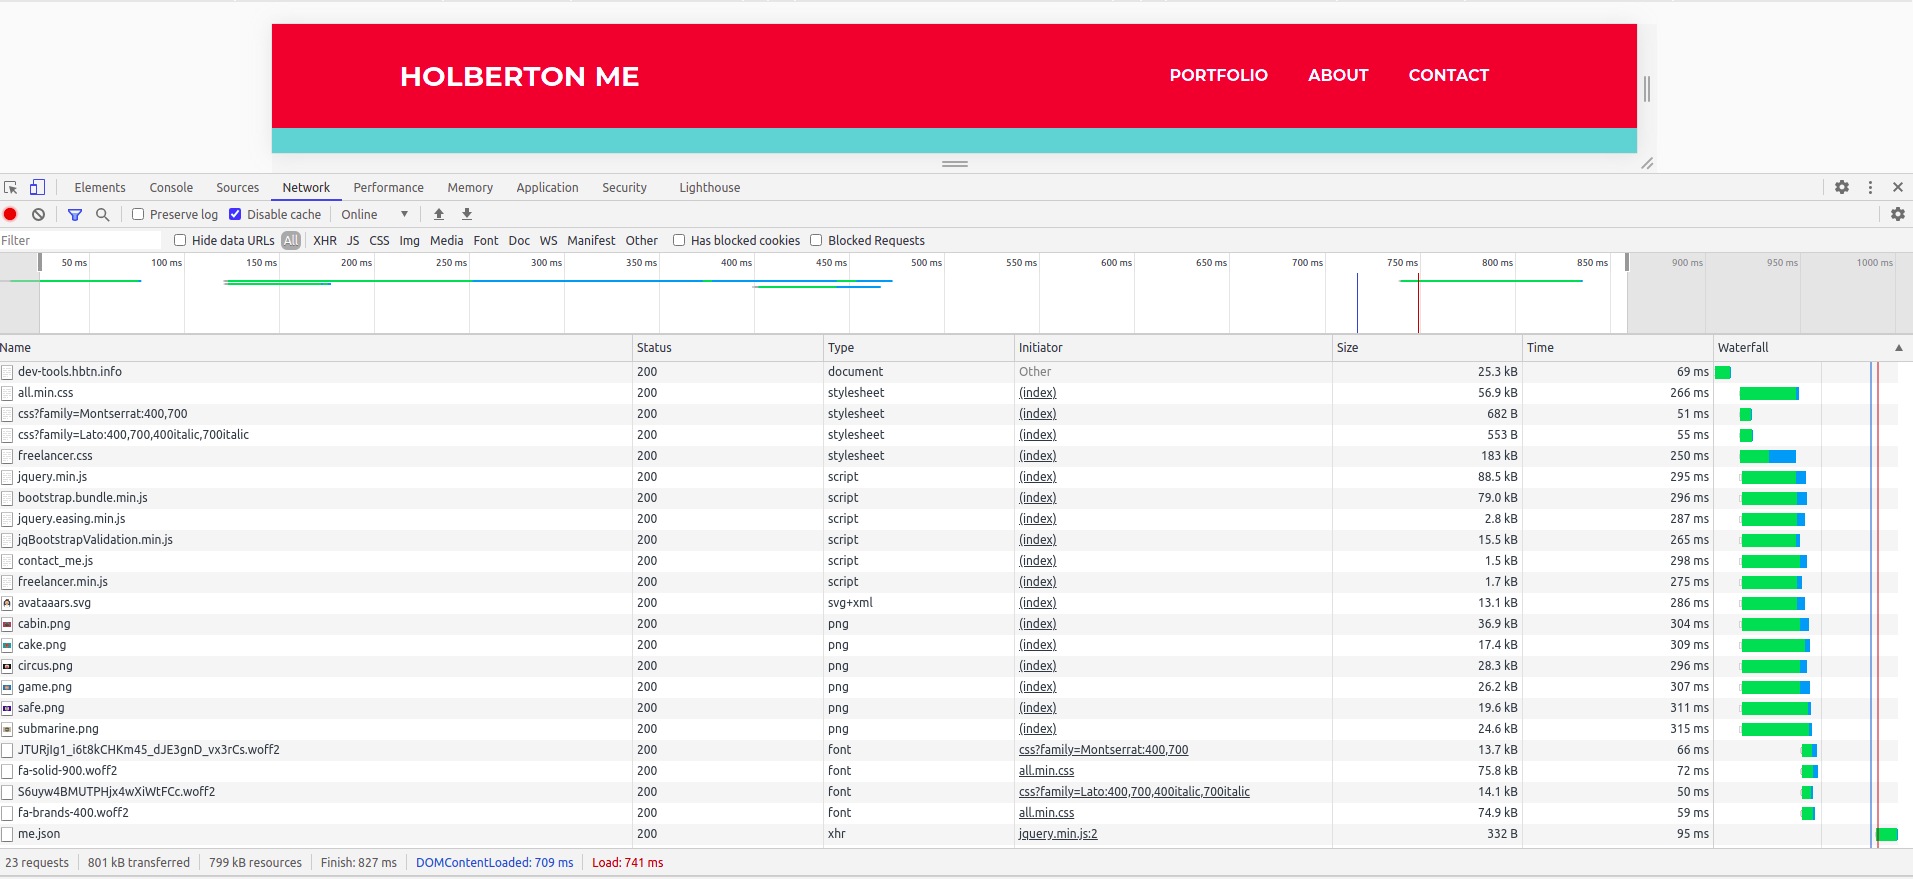 HOLBERTON ME PORTFOLIO ABOUT CONTACT
Elements Console Sources Network Performance Memory Application Security Lighthouse
Preserve log Disable cache Online
Filter Hide data URLs All XHR JS CSS Img Media Font Doc WS Manifest Other Has blocked cookies Blocked Requests
50 ms 100 ms 150 ms 200 ms 250 ms 300 ms 350 ms 400 ms 450 ms 500 ms 550 ms 600 ms 650 ms 700 ms 750 ms 800 ms 850 ms 900 ms 950 ms 1000 ms
Name Status Type Initiator Size Time Waterfall
dev-tools.hbtn.info 200 document Other 25.3 kB 69 ms
all.min.css 200 stylesheet (index) 56.9 kB 266 ms
css?family=Montserrat:400,700 200 stylesheet (index) 682 B 51 ms
css?family=Lato:400,700,400italic,700italic 200 stylesheet (index) 553 B 55 ms
freelancer.css 200 stylesheet (index) 183 kB 250 ms
jquery.min.js 200 script (index) 88.5 kB 295 ms
bootstrap.bundle.min.js 200 script (index) 79.0 kB 296 ms
jquery.easing.min.js 200 script (index) 2.8 kB 287 ms
jqBootstrapValidation.min.js 200 script (index) 15.5 kB 265 ms
contact_me.js 200 script (index) 1.5 kB 298 ms
freelancer.min.js 200 script (index) 1.7 kB 275 ms
avataaars.svg 200 svg+xml (index) 13.1 kB 286 ms
cabin.png 200 png (index) 36.9 kB 304 ms
cake.png 200 png (index) 17.4 kB 309 ms
circus.png 200 png (index) 28.3 kB 296 ms
game.png 200 png (index) 26.2 kB 307 ms
safe.png 200 png (index) 19.6 kB 311 ms
submarine.png 200 png (index) 24.6 kB 315 ms
JTURjIg1_i6t8kCHKm45_dJE3gnD_vx3rCs.woff2 200 font css?family=Montserrat:400,700 13.7 kB 66 ms
fa-solid-900.woff2 200 font all.min.css 75.8 kB 72 ms
S6uyw4BMUTPHjx4wXiWtFCc.woff2 200 font css?family=Lato:400,700,400italic,700italic 14.1 kB 50 ms
fa-brands-400.woff2 200 font all.min.css 74.9 kB 59 ms
me.json 200 xhr jquery.min.js:2 332 B 95 ms
23 requests 801 kB transferred 799 kB resources Finish: 827 ms DOMContentLoaded: 709 ms Load: 741 ms